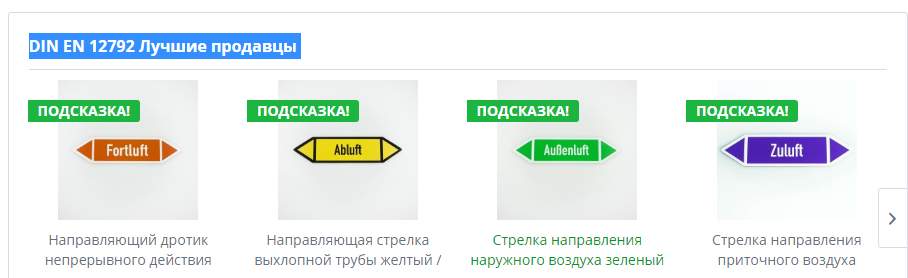 DIN EN 12792 Лучшие продавцы
ПОДСКАЗКА! ПОДСКАЗКА! ПОДСКАЗКА! ПОДСКАЗКА!
Fortluft Abluft Außenluft Zuluft
Направляющий дротик Направляющая стрелка Стрелка направления Стрелка направления
непрерывного действия выхлопной трубы желтый / наружного воздуха зеленый приточного воздуха